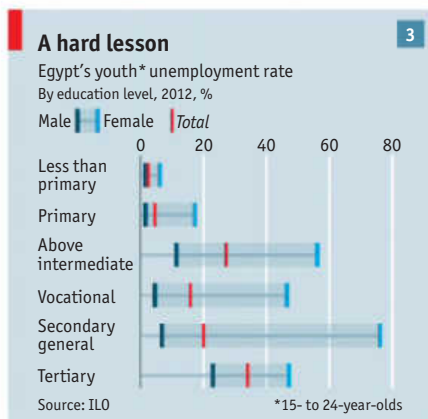 3
A hard lesson
Egypt's youth* unemployment rate
By education level, 2012, %
Male Female Total
0 20 40 60 80
Less than
primary
Primary
Above
intermediate
Vocational
Secondary
general
Tertiary
Source: ILO *15- to 24-year-olds